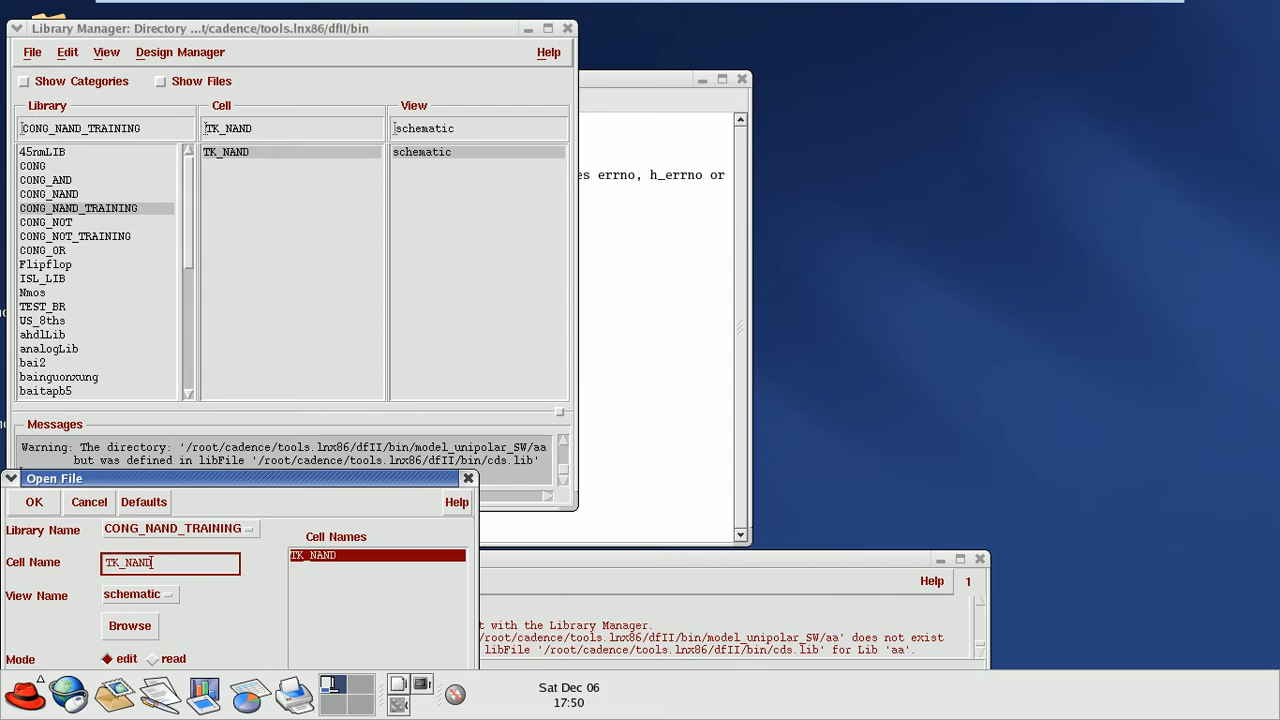 Library Manager: Directory ...t/cadence/tools.lnx86/dfII/bin
File Edit View Design Manager Help
Show Categories Show Files
Library Cell View
CONG_NAND_TRAINING TK_NAND schematic
45nmLIB TK_NAND schematic
CONG
CONG_AND
CONG_NAND
CONG_NAND_TRAINING
CONG_NOT
CONG_NOT_TRAINING
CONG_OR
Flipflop
ISL_LIB
Nmos
TEST_BR
US_8ths
ahdlLib
analogLib
bai2
bainguonxung
baitapb5
es errno, h_errno or
Messages
Warning: The directory: '/root/cadence/tools.lnx86/dfII/bin/model_unipolar_SW/aa
but was defined in libFile '/root/cadence/tools.lnx86/dfII/bin/cds.lib'
Open File
OK Cancel Defaults Help
Library Name CONG_NAND_TRAINING
Cell Names
Cell Name TK_NAND
TK_NAND
View Name schematic
Browse
Mode edit read
Help 1
t with the Library Manager.
/root/cadence/tools.lnx86/dfII/bin/model_unipolar_SW/aa' does not exist
libFile '/root/cadence/tools.lnx86/dfII/bin/cds.lib' for Lib 'aa'.
Sat Dec 06
17:50